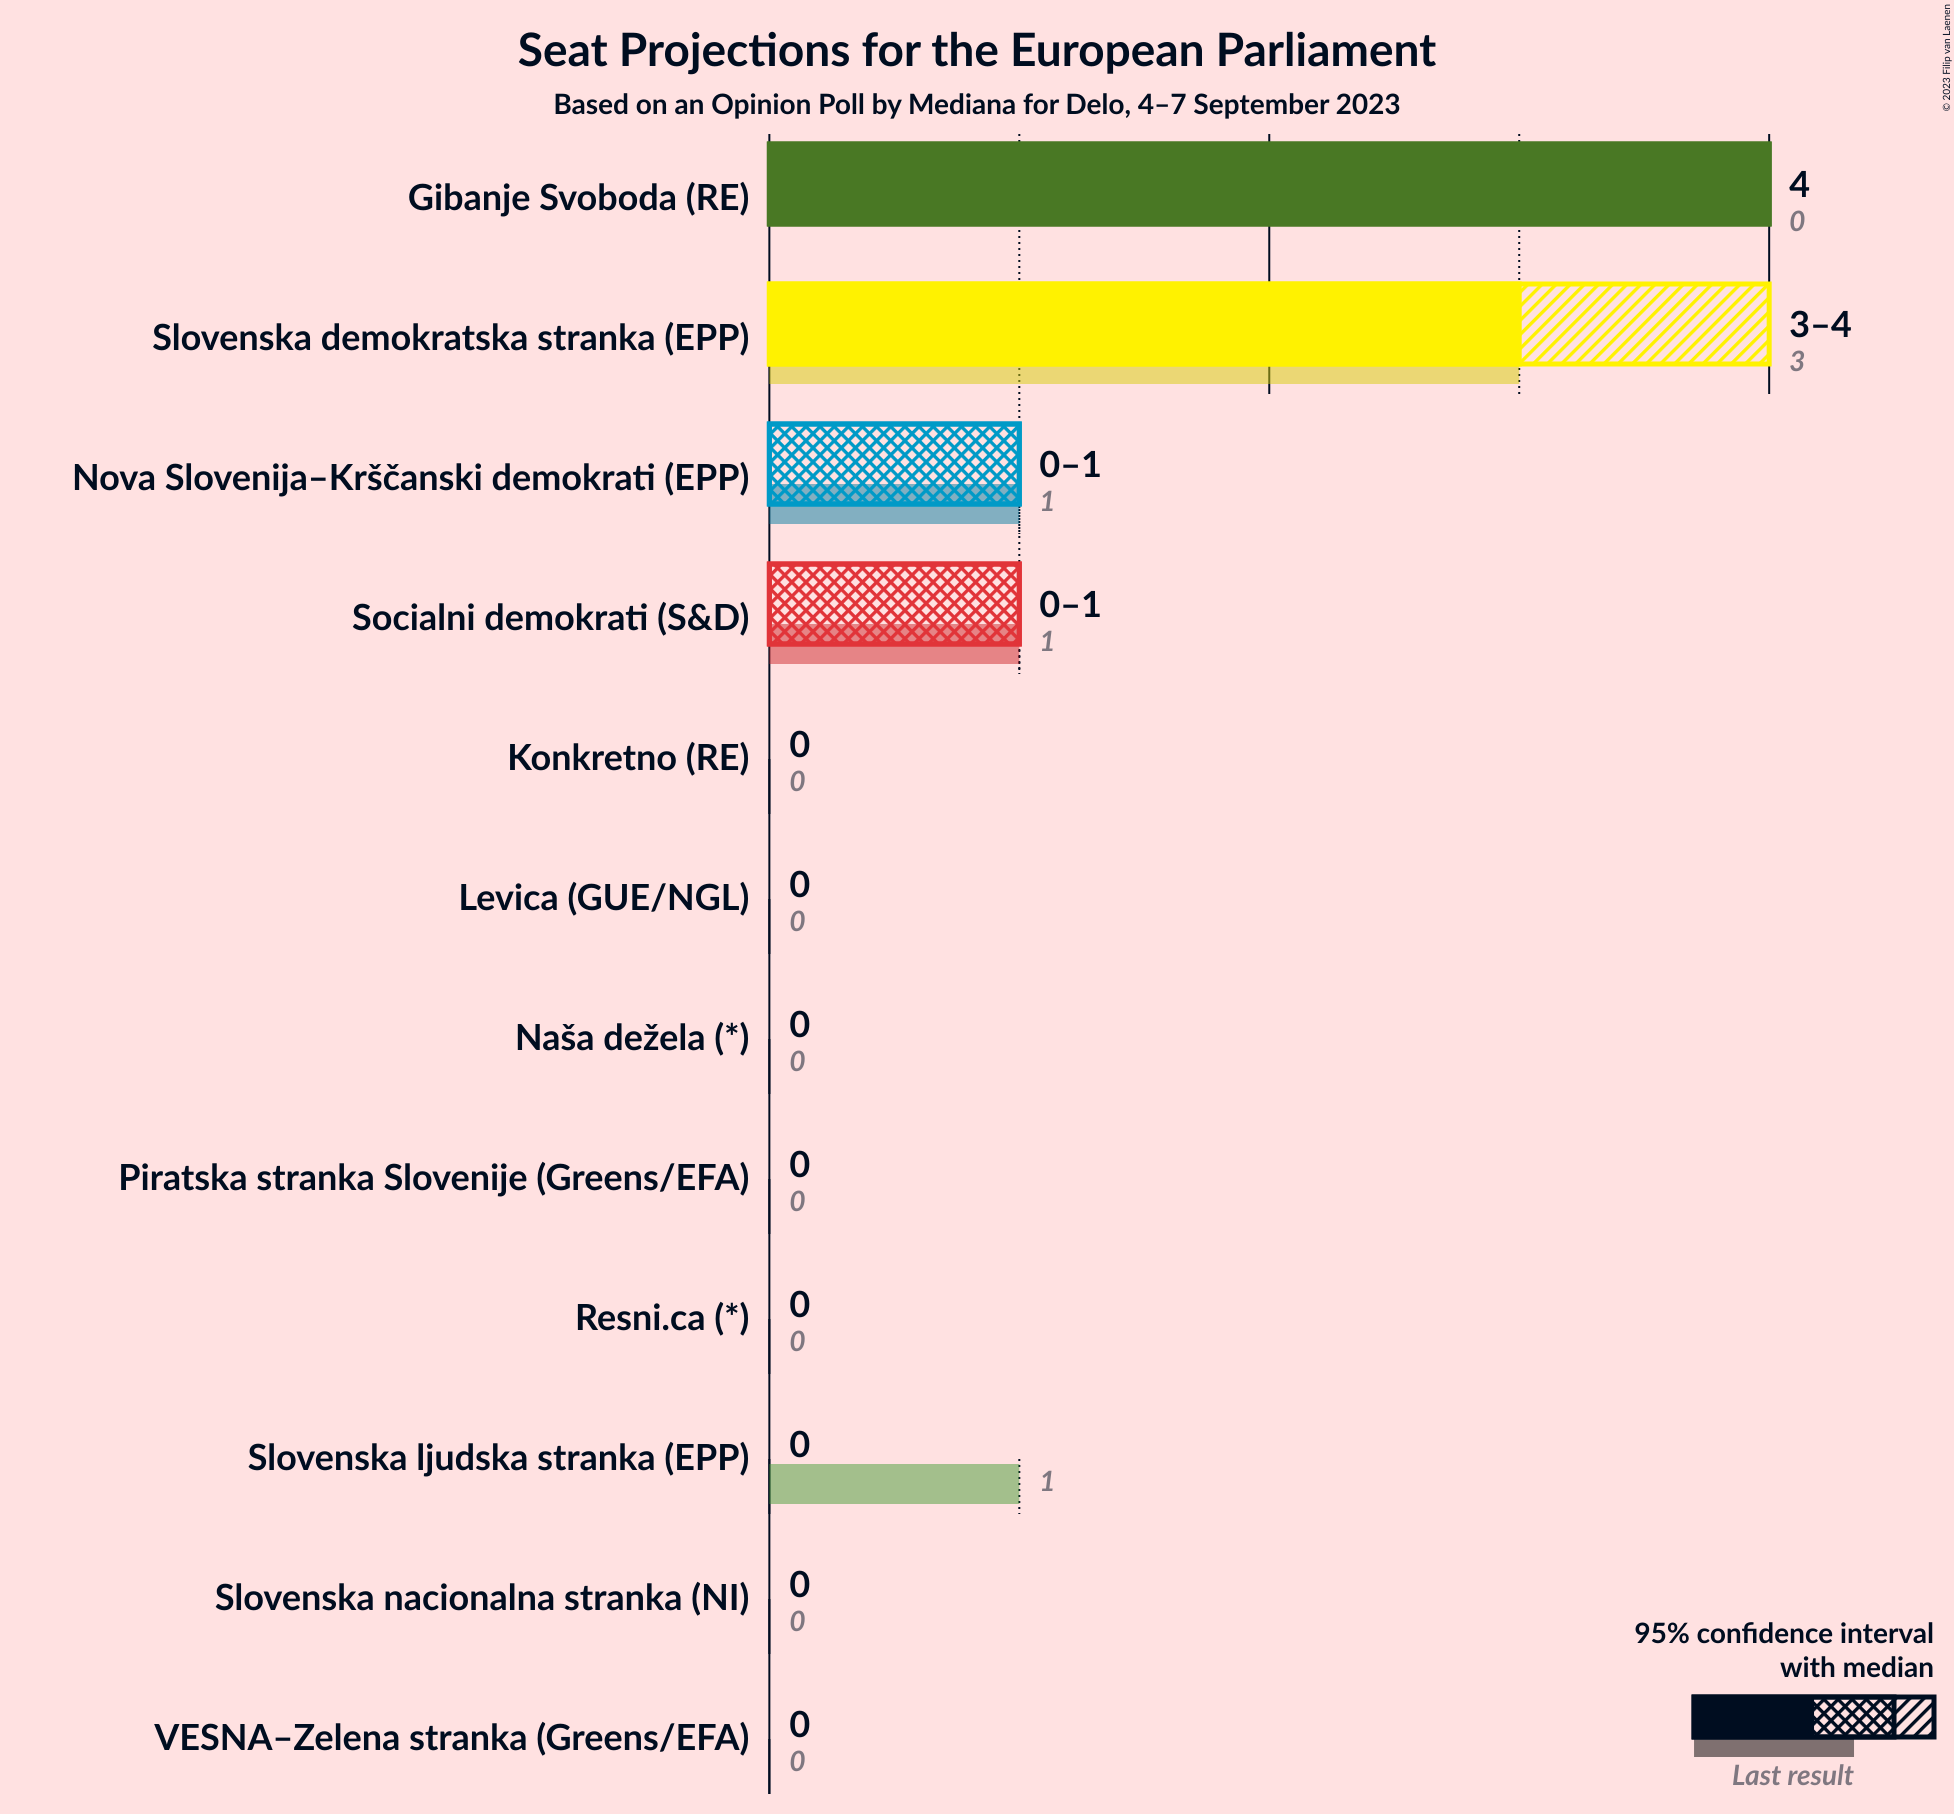 Seat Projections for the European Parliament
Based on an Opinion Poll by Mediana for Delo, 4–7 September 2023
© 2023 Filip van Laenen
Gibanje Svoboda (RE)
4
0
Slovenska demokratska stranka (EPP)
3–4
3
Nova Slovenija–Krščanski demokrati (EPP)
0–1
1
Socialni demokrati (S&D)
0–1
1
Konkretno (RE)
0
0
Levica (GUE/NGL)
0
0
Naša dežela (*)
0
0
Piratska stranka Slovenije (Greens/EFA)
0
0
Resni.ca (*)
0
0
Slovenska ljudska stranka (EPP)
0
1
Slovenska nacionalna stranka (NI)
0
0
VESNA–Zelena stranka (Greens/EFA)
0
0
95% confidence interval
with median
Last result